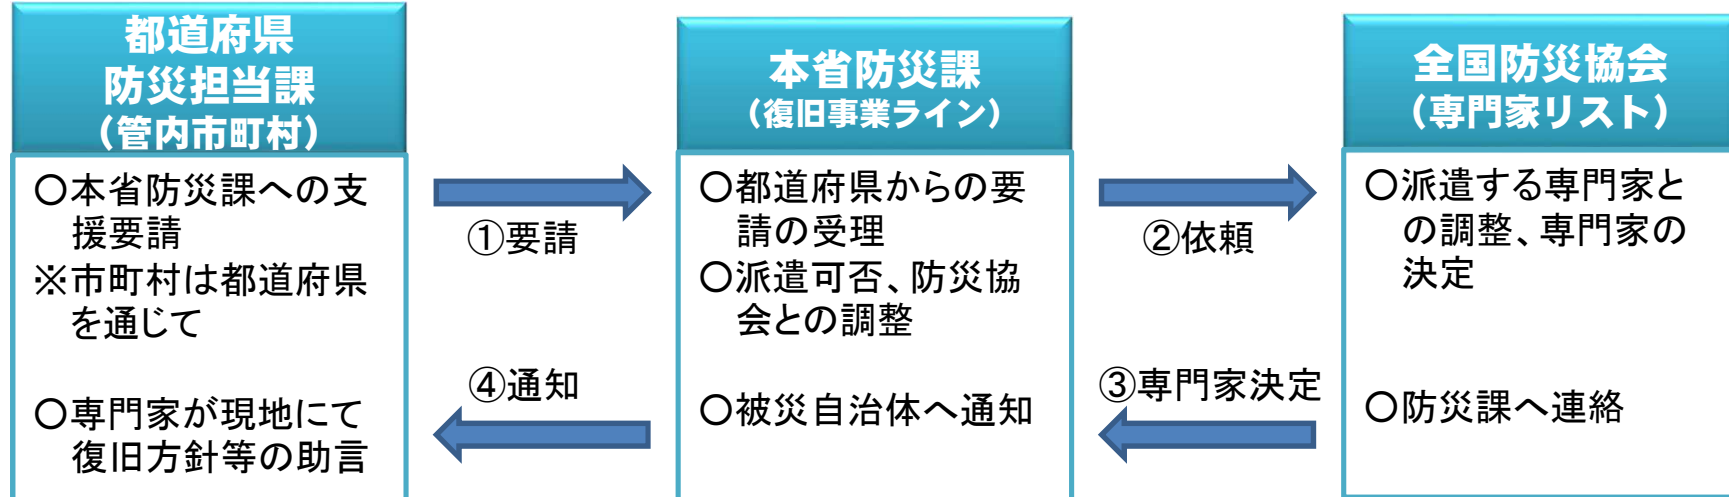 都道府県
防災担当課
（管内市町村）
〇本省防災課への支
援要請
※市町村は都道府県
を通じて
〇専門家が現地にて
復旧方針等の助言
①要請
④通知
本省防災課
（復旧事業ライン）
〇都道府県からの要
請の受理
〇派遣可否、防災協
会との調整
〇被災自治体へ通知
②依頼
③専門家決定
全国防災協会
（専門家リスト）
〇派遣する専門家と
の調整、専門家の
決定
〇防災課へ連絡